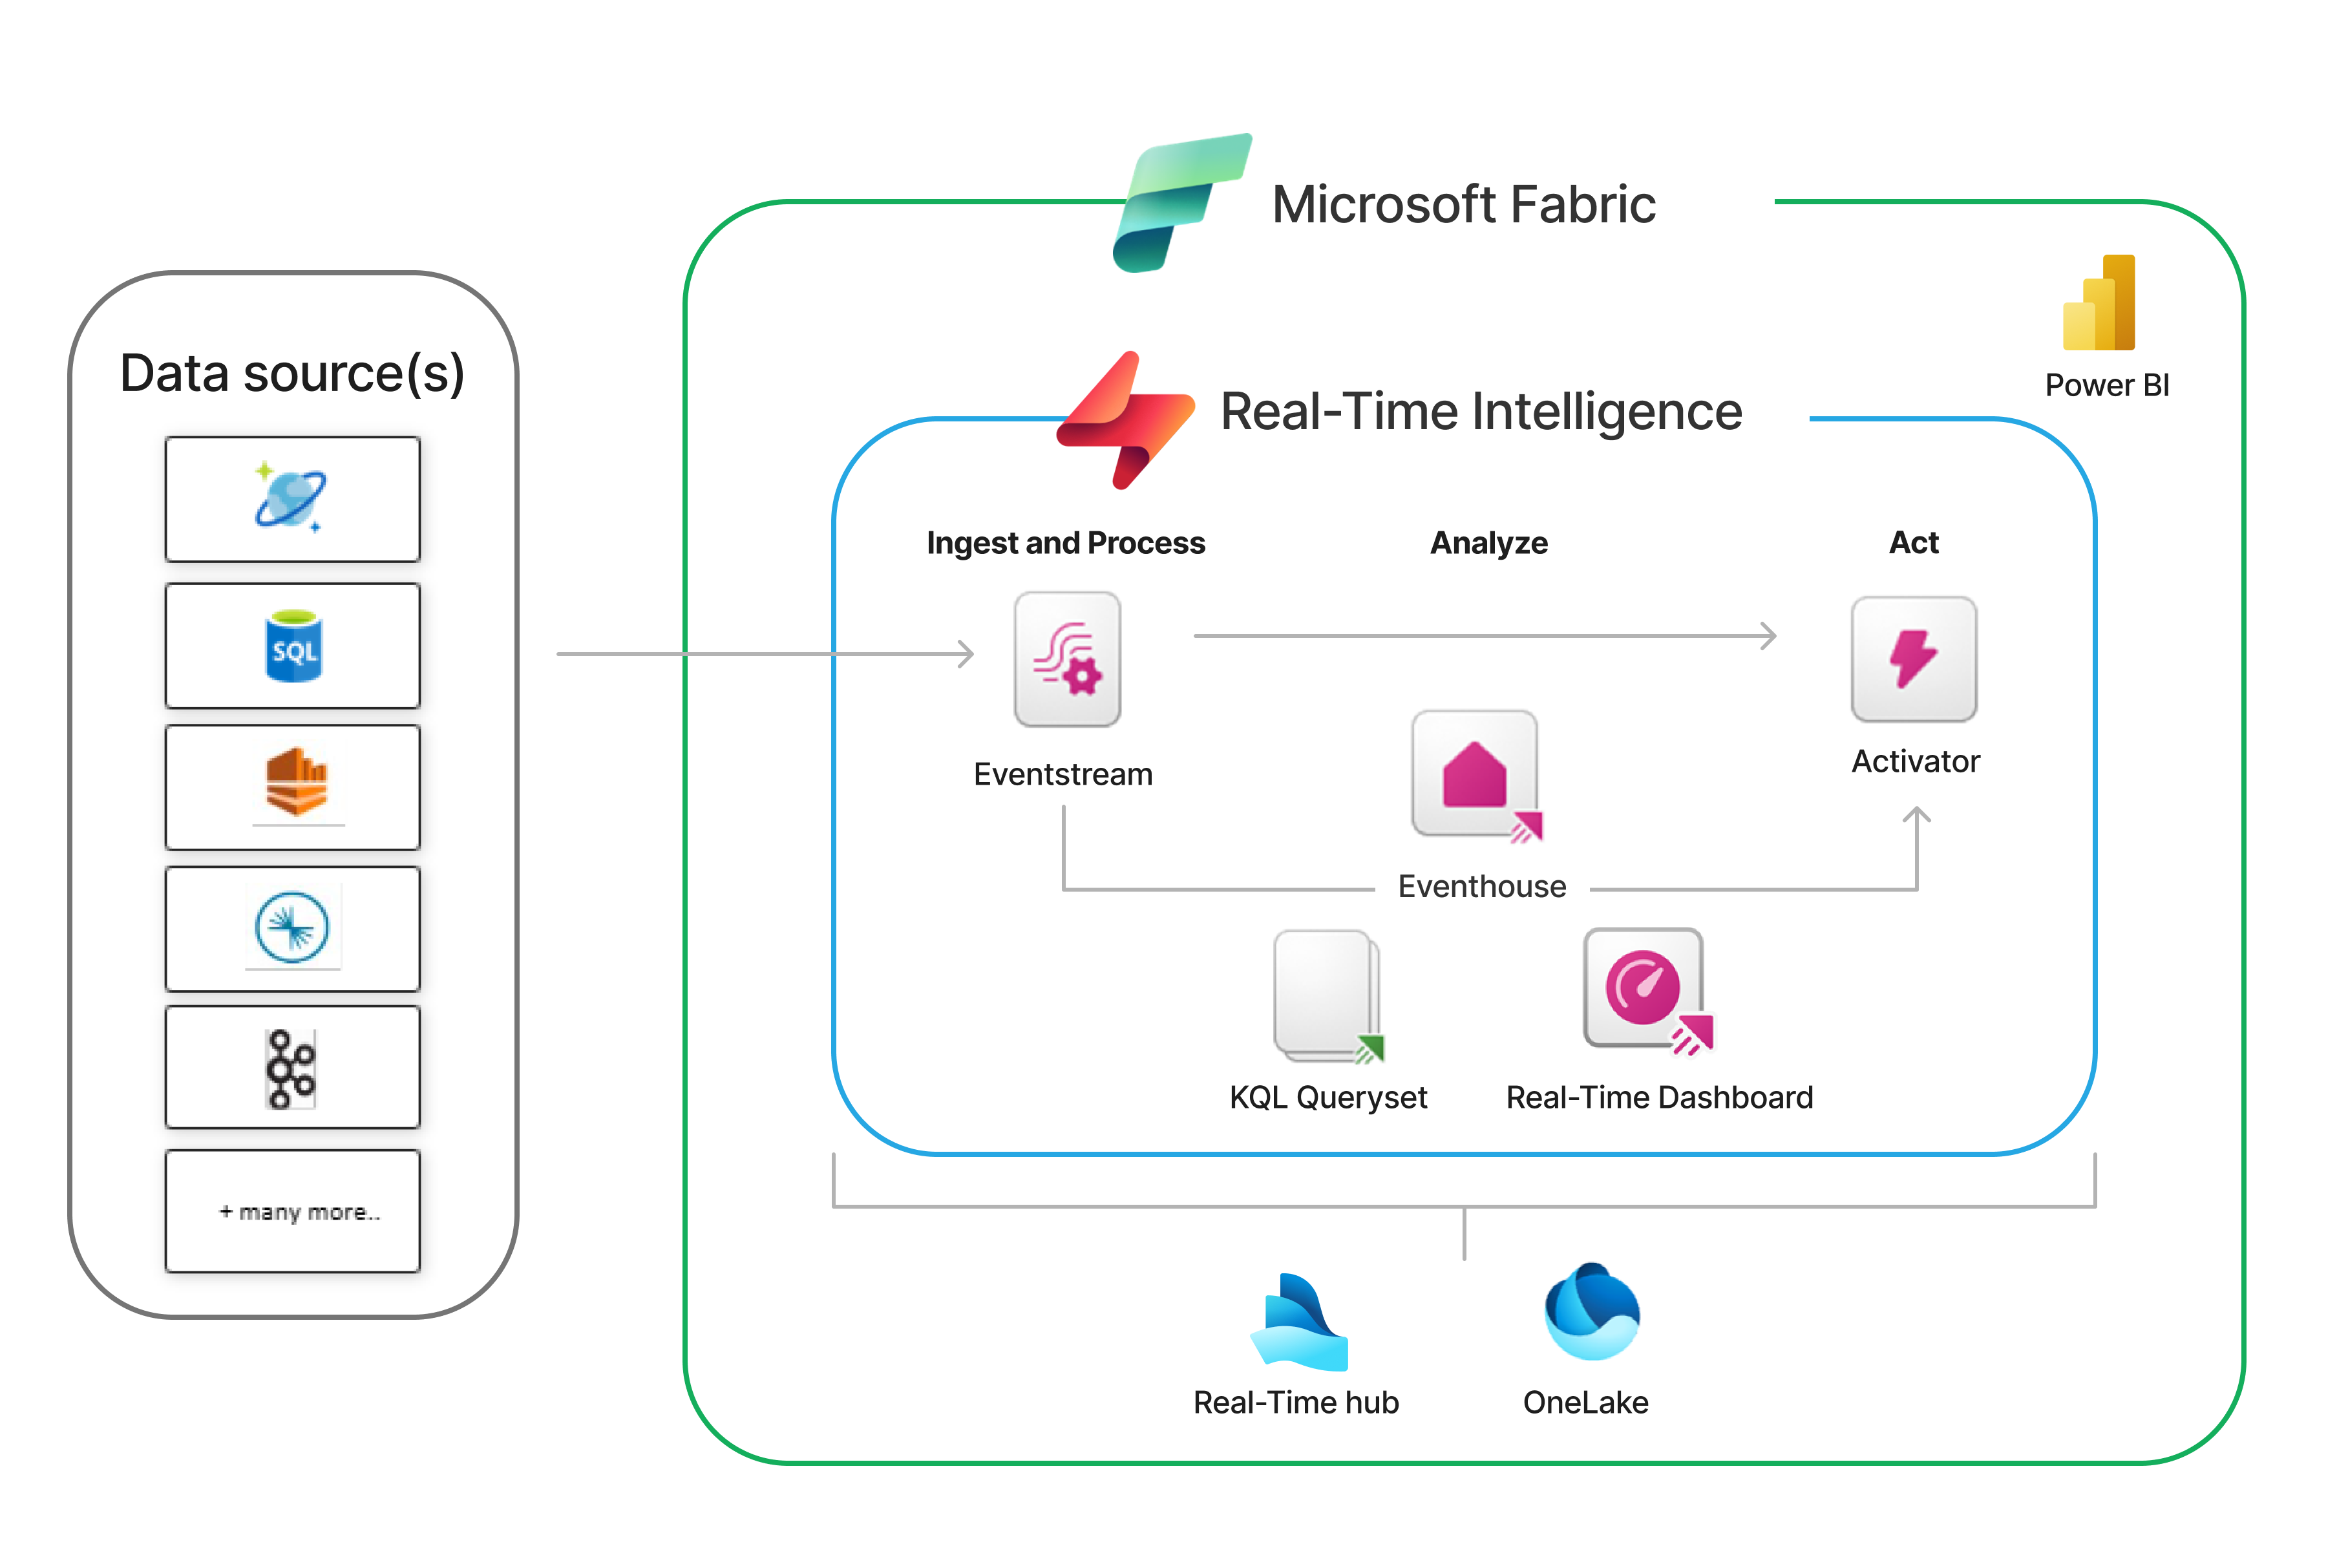 Microsoft Fabric
Power BI
Data source(s)
SQL
+ many more..
Real-Time Intelligence
Ingest and Process
Analyze
Act
Eventstream
Activator
Eventhouse
KQL Queryset
Real-Time Dashboard
Real-Time hub
OneLake